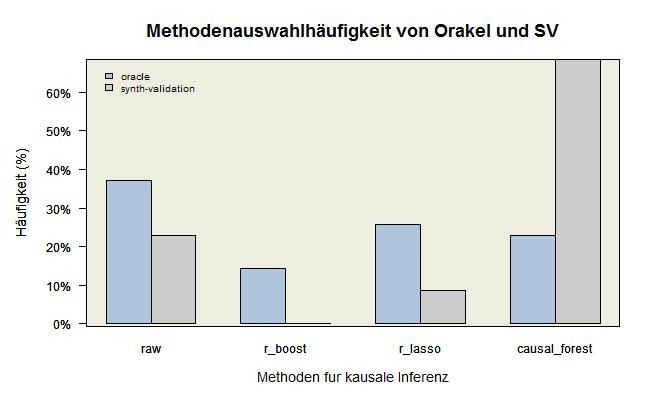 Methodenauswahlhäufigkeit von Orakel und SV
oracle
synth-validation
Häufigkeit (%)
60%
50%
40%
30%
20%
10%
0%
raw r_boost r_lasso causal_forest
Methoden fur kausale Inferenz